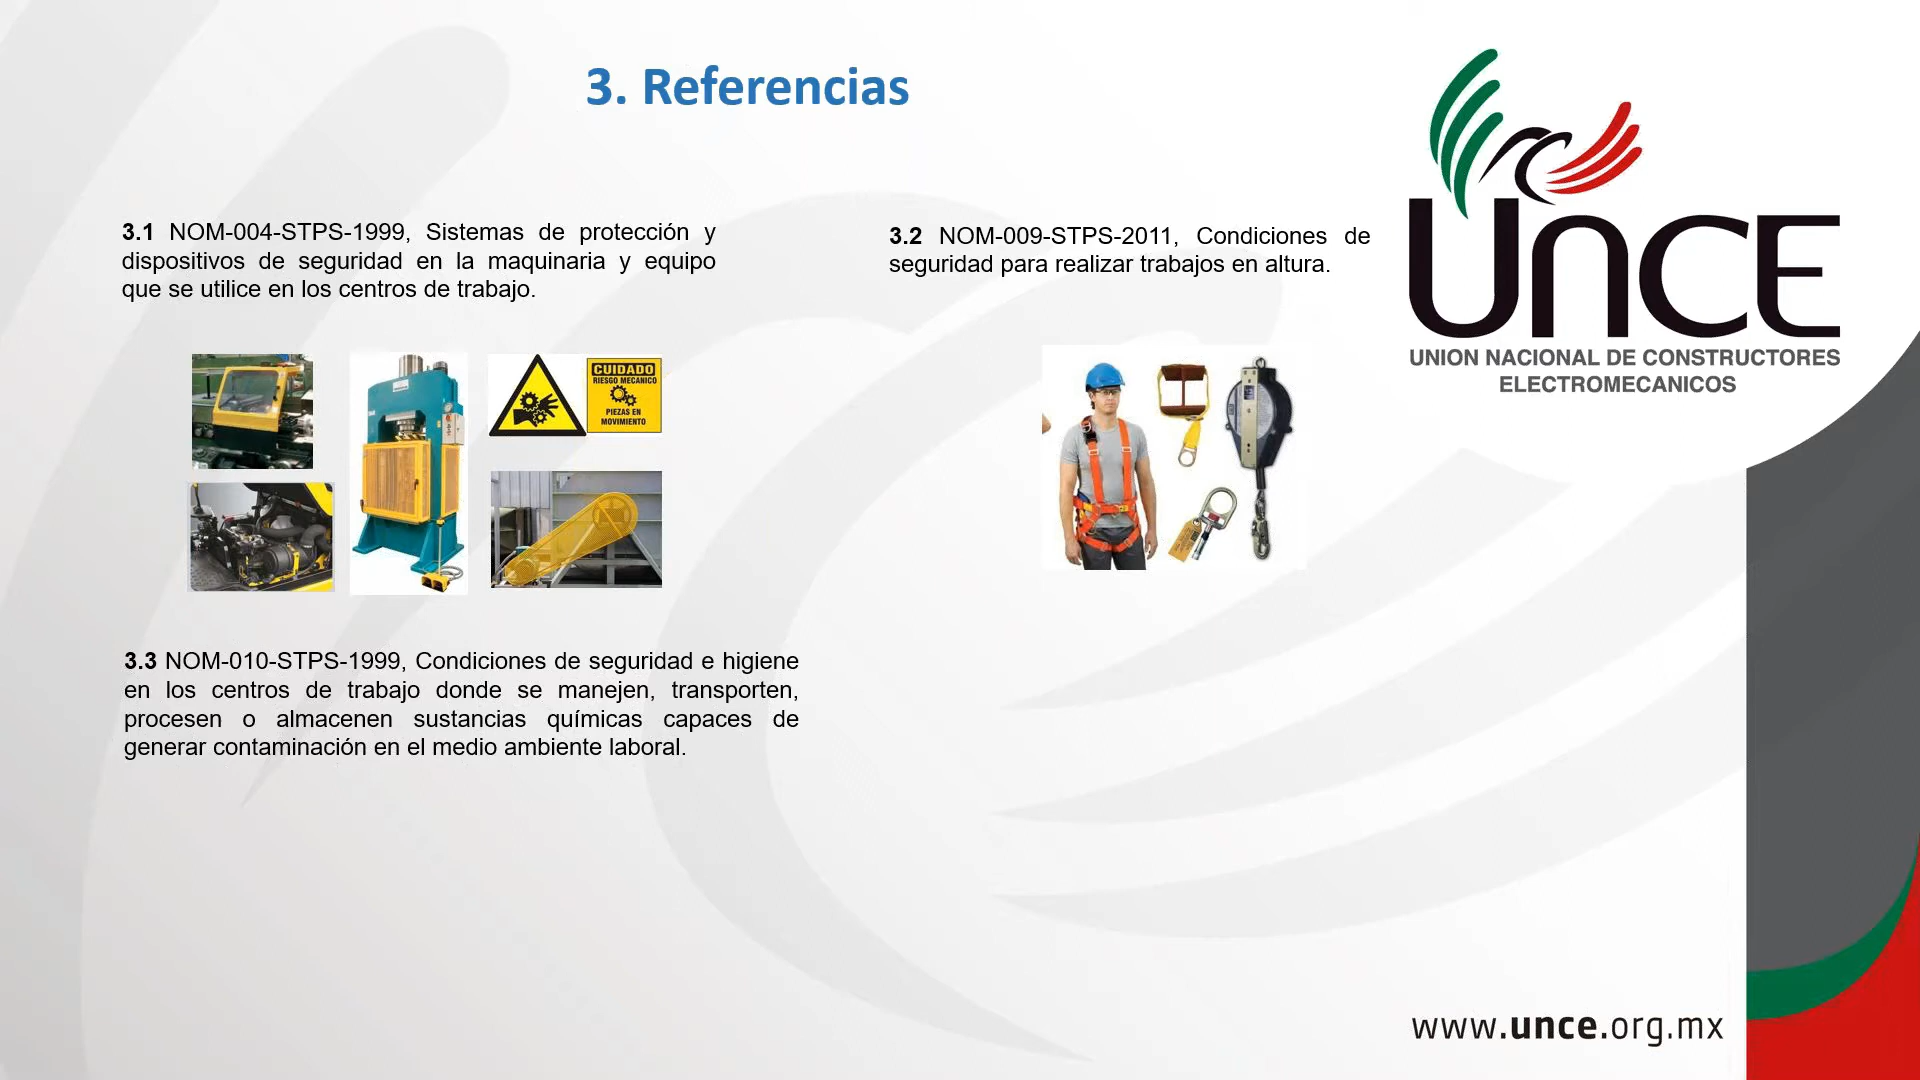 3. Referencias
3.1 NOM-004-STPS-1999, Sistemas de protección y
dispositivos de seguridad en la maquinaria y equipo
que se utilice en los centros de trabajo.
3.2 NOM-009-STPS-2011, Condiciones de
seguridad para realizar trabajos en altura.
UNCE
UNION NACIONAL DE CONSTRUCTORES
ELECTROMECANICOS
CUIDADO
RIESGO MECANICO
PIEZAS EN
MOVIMIENTO
3.3 NOM-010-STPS-1999, Condiciones de seguridad e higiene
en los centros de trabajo donde se manejen, transporten,
procesen o almacenen sustancias químicas capaces de
generar contaminación en el medio ambiente laboral.
www.unce.org.mx